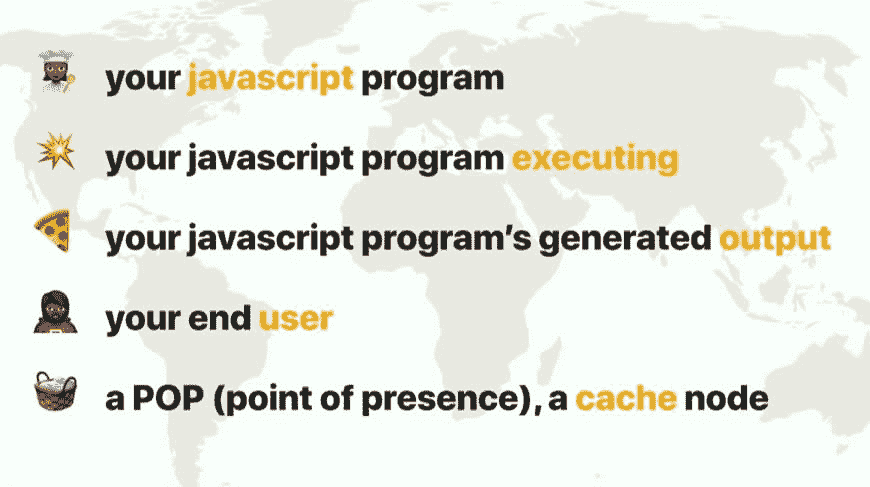 your javascript program
your javascript program executing
your javascript program’s generated output
your end user
a POP (point of presence), a cache node